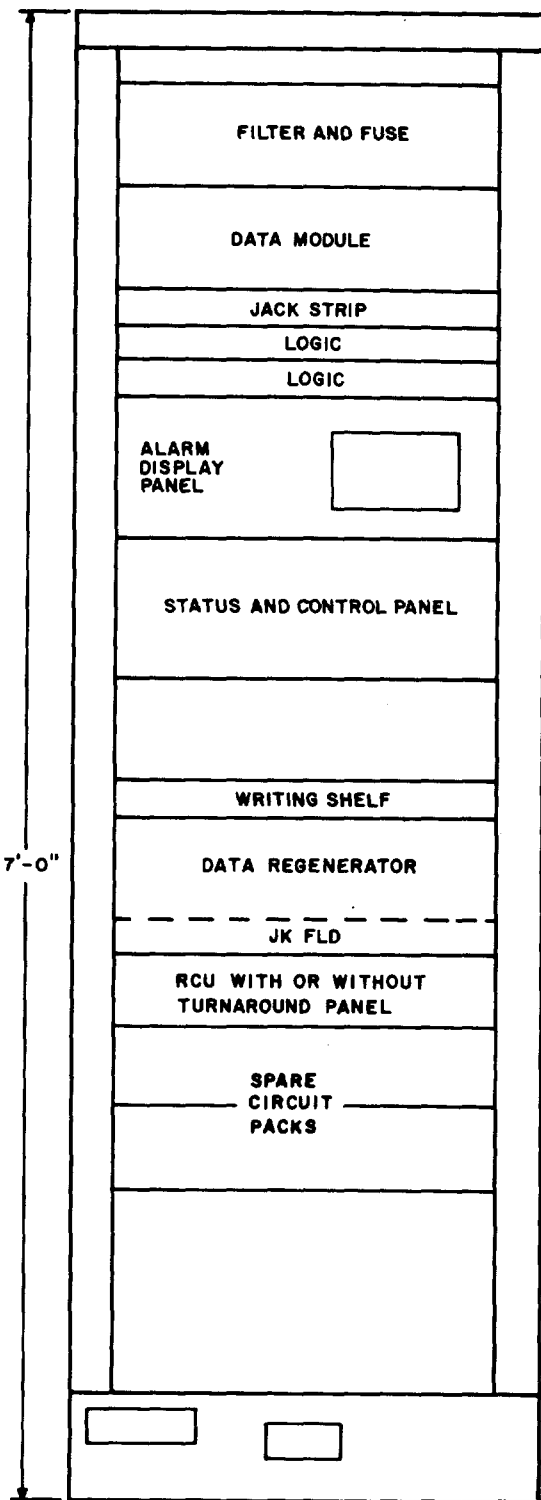 FILTER AND FUSE
DATA MODULE
JACK STRIP
LOGIC
LOGIC
ALARM
DISPLAY
PANEL
STATUS AND CONTROL PANEL
WRITING SHELF
7'-0"
DATA REGENERATOR
JK FLD
RCU WITH OR WITHOUT
TURNAROUND PANEL
SPARE
CIRCUIT
PACKS